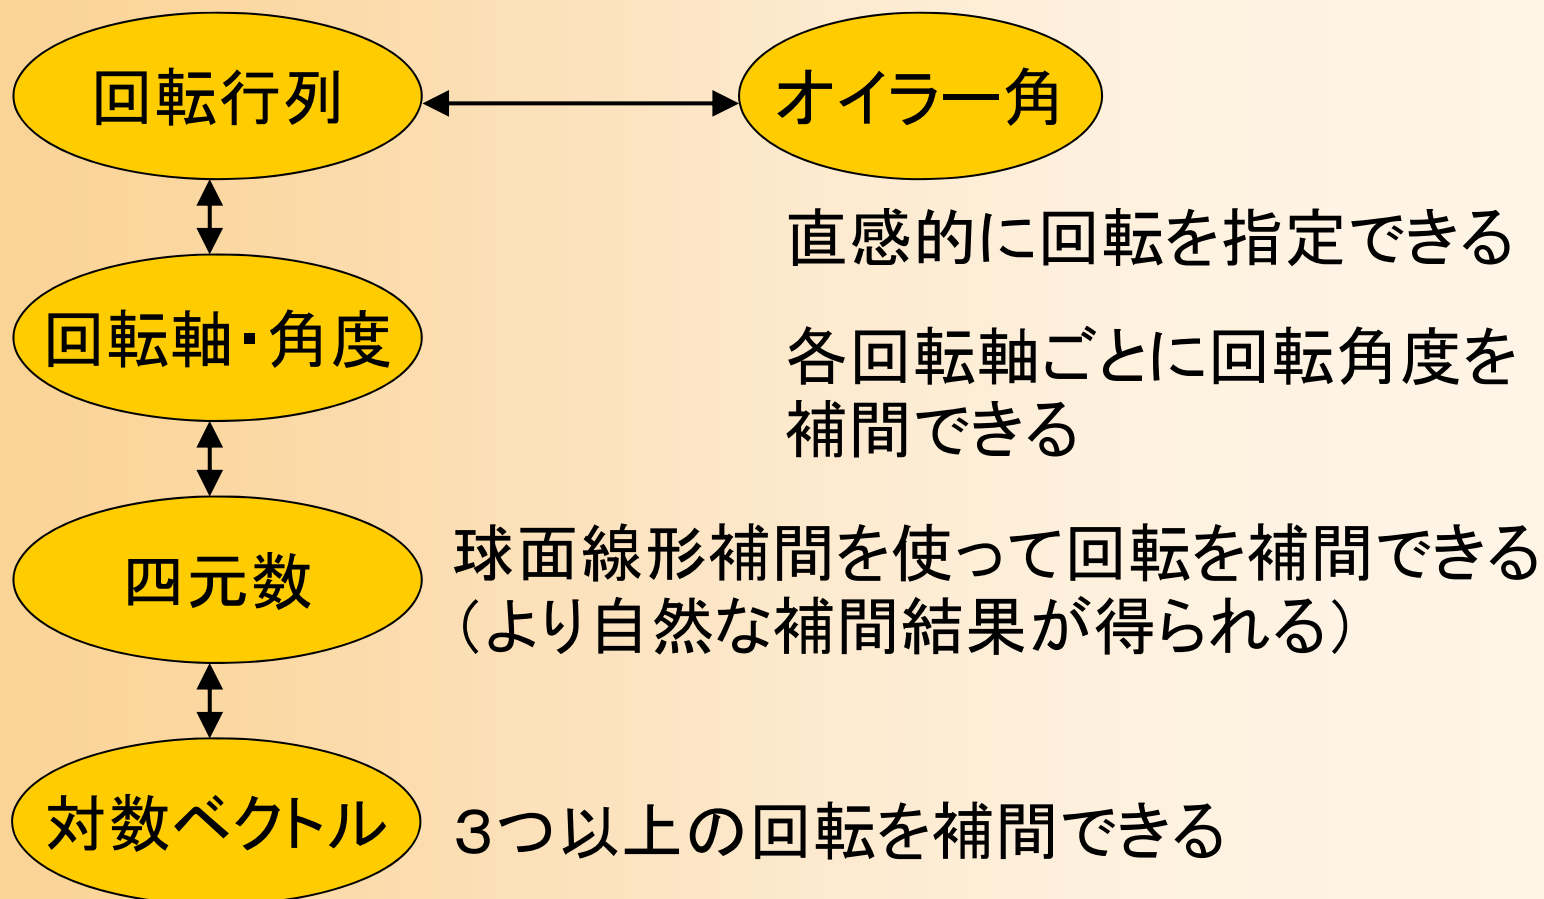 回転行列
オイラー角
直感的に回転を指定できる
回転軸・角度
各回転軸ごとに回転角度を
補間できる
四元数
球面線形補間を使って回転を補間できる
（より自然な補間結果が得られる）
対数ベクトル
３つ以上の回転を補間できる